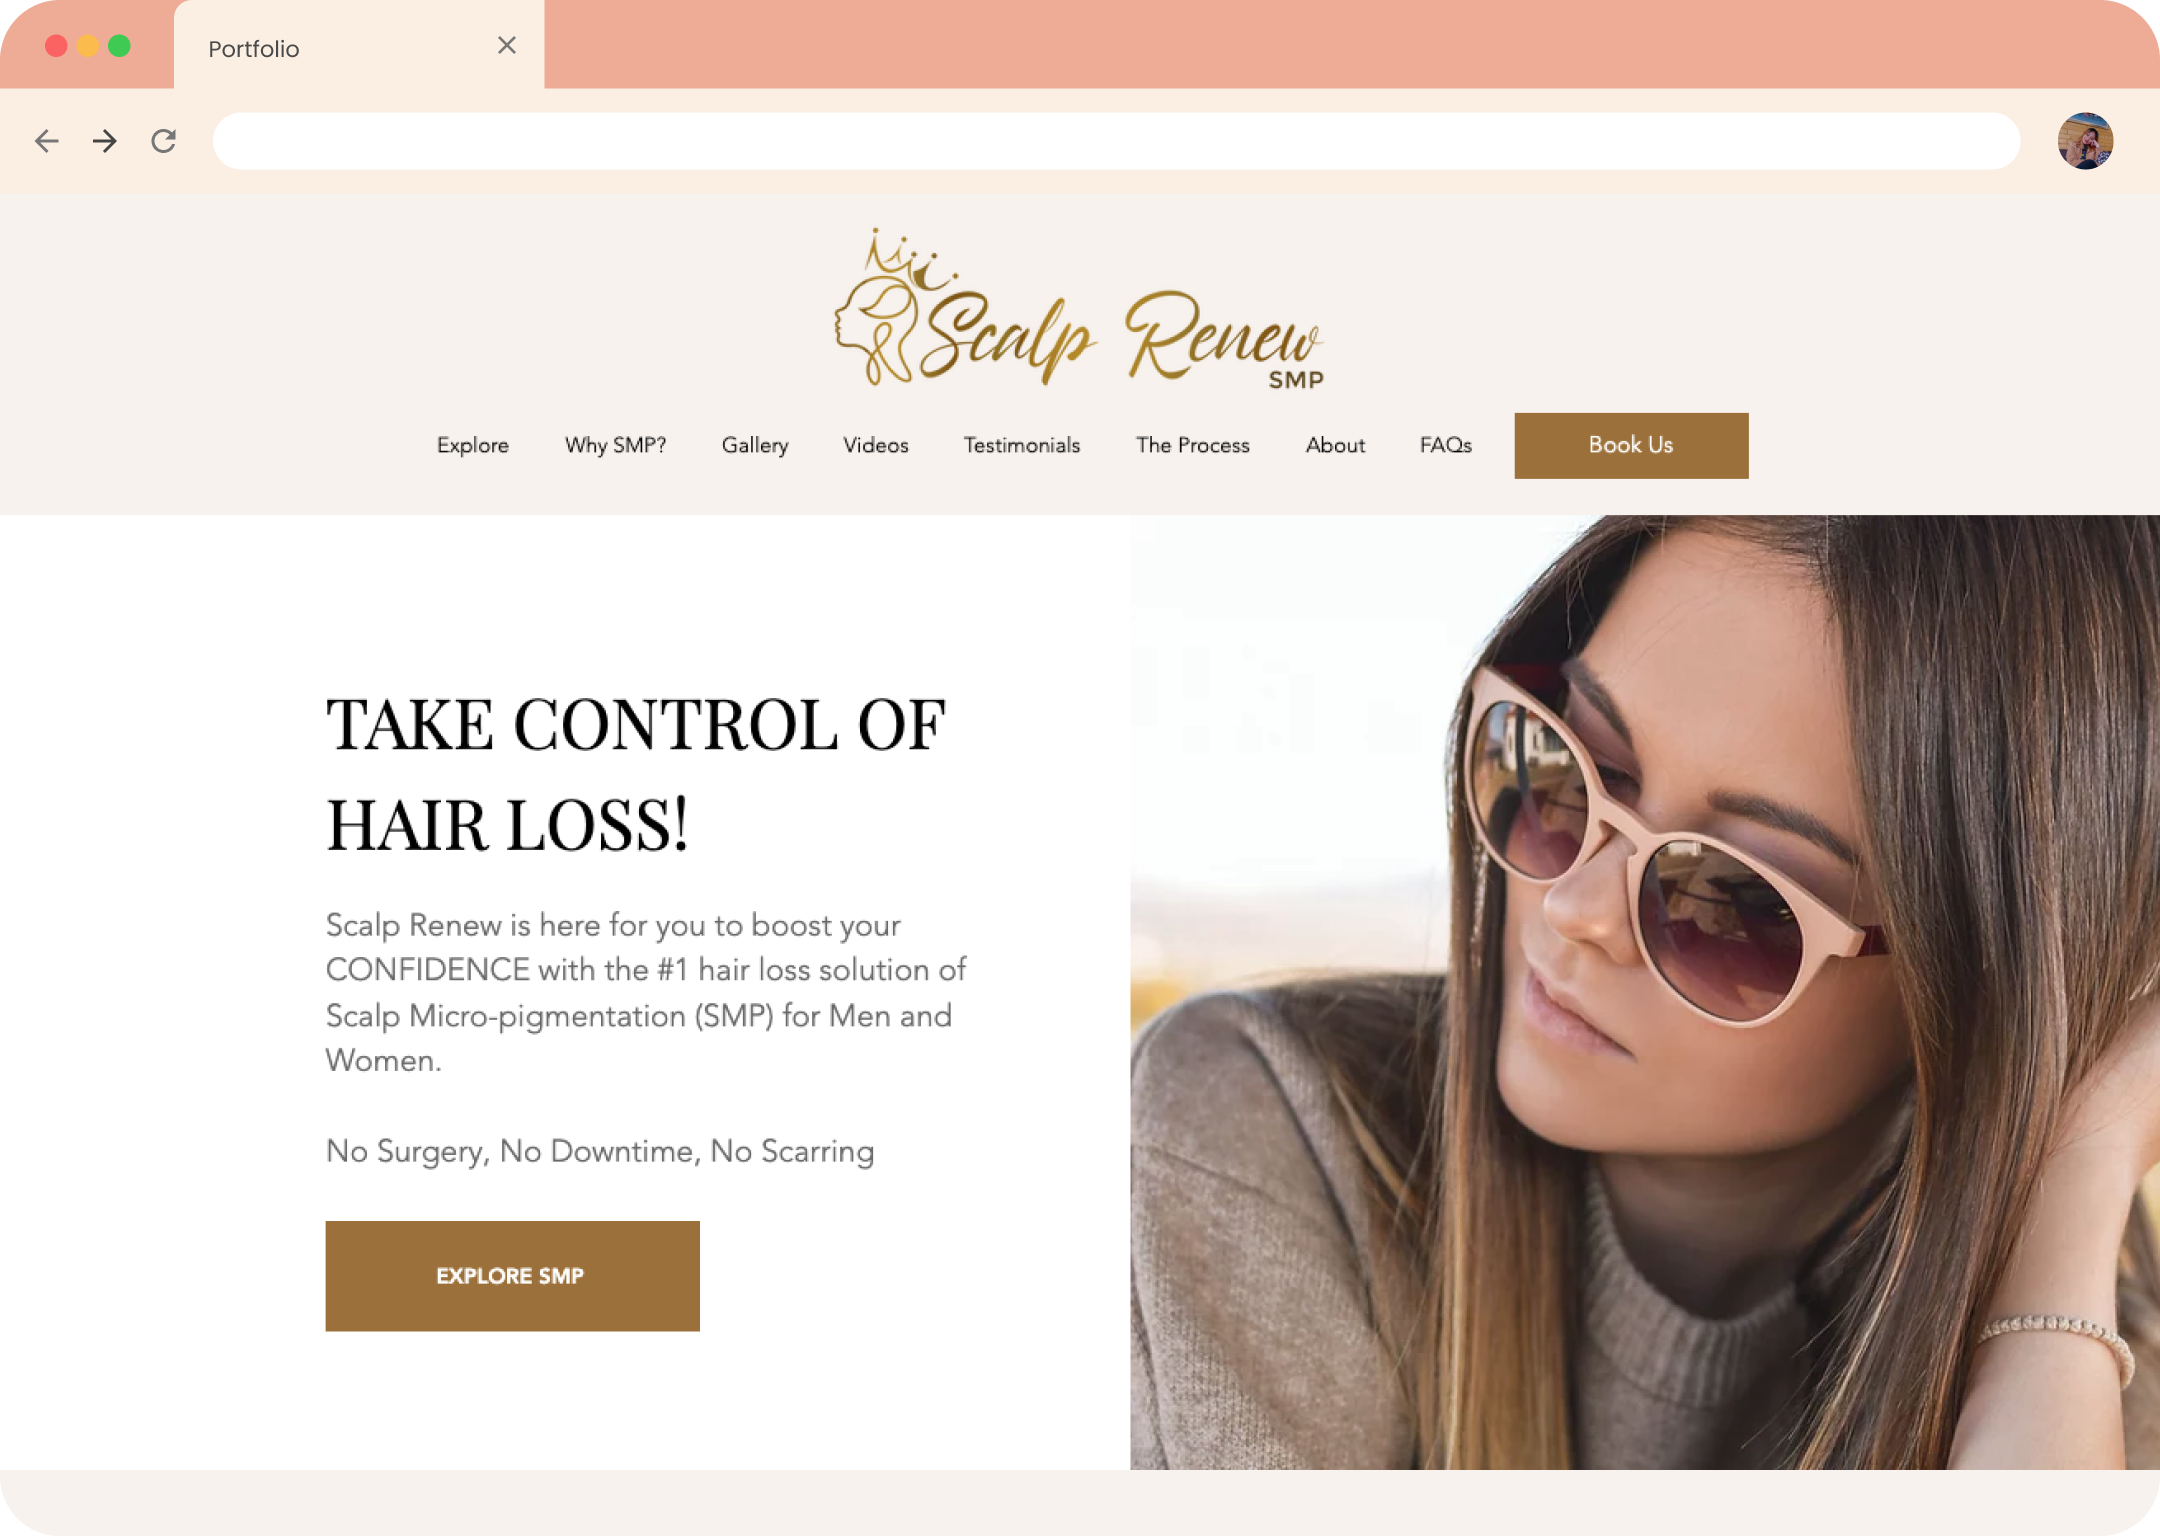 Portfolio
Scalp Renew
SMP
Explore Why SMP? Gallery Videos Testimonials The Process About FAQs Book Us
TAKE CONTROL OF
HAIR LOSS!
Scalp Renew is here for you to boost your
CONFIDENCE with the #1 hair loss solution of
Scalp Micro-pigmentation (SMP) for Men and
Women.
No Surgery, No Downtime, No Scarring
EXPLORE SMP